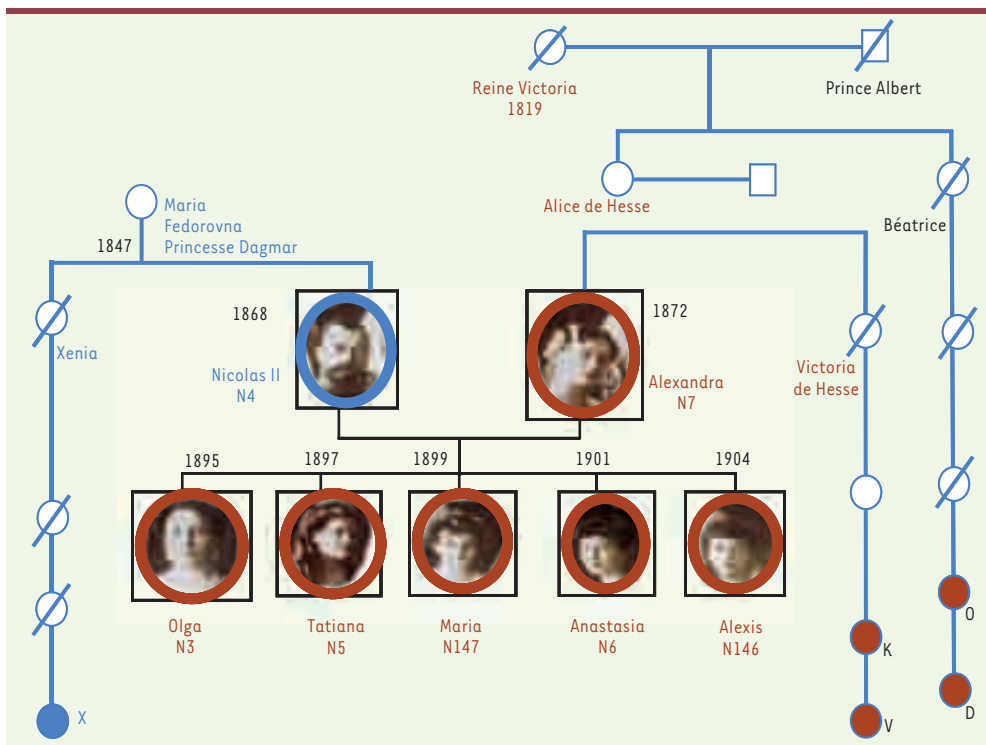 Reine Victoria
1819
Prince Albert
Alice de Hesse
Béatrice
Maria
Fedorovna
Princesse Dagmar
1847
1868
1872
Xenia
Nicolas II
N4
Alexandra
N7
Victoria
de Hesse
1895
1897
1899
1901
1904
Olga
N3
Tatiana
N5
Maria
N147
Anastasia
N6
Alexis
N146
O
K
D
X
V